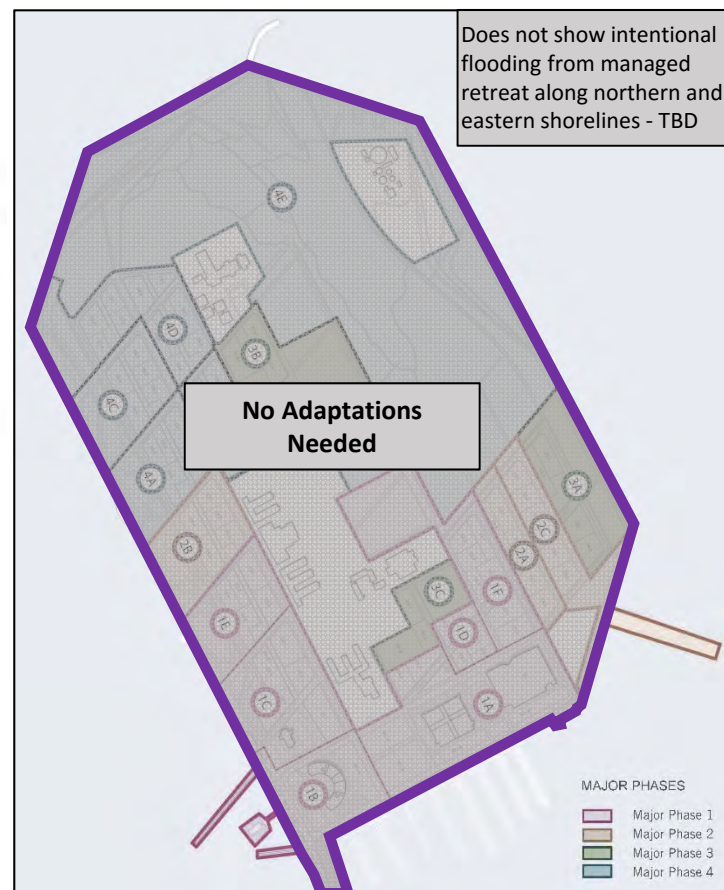 Does not show intentional
flooding from managed
retreat along northern and
eastern shorelines - TBD
4E
4D
3B
4C
No Adaptations
Needed
4A
3A
2C
2B
2A
3C
1F
1E
1D
1C
1A
1B
MAJOR PHASES
Major Phase 1
Major Phase 2
Major Phase 3
Major Phase 4